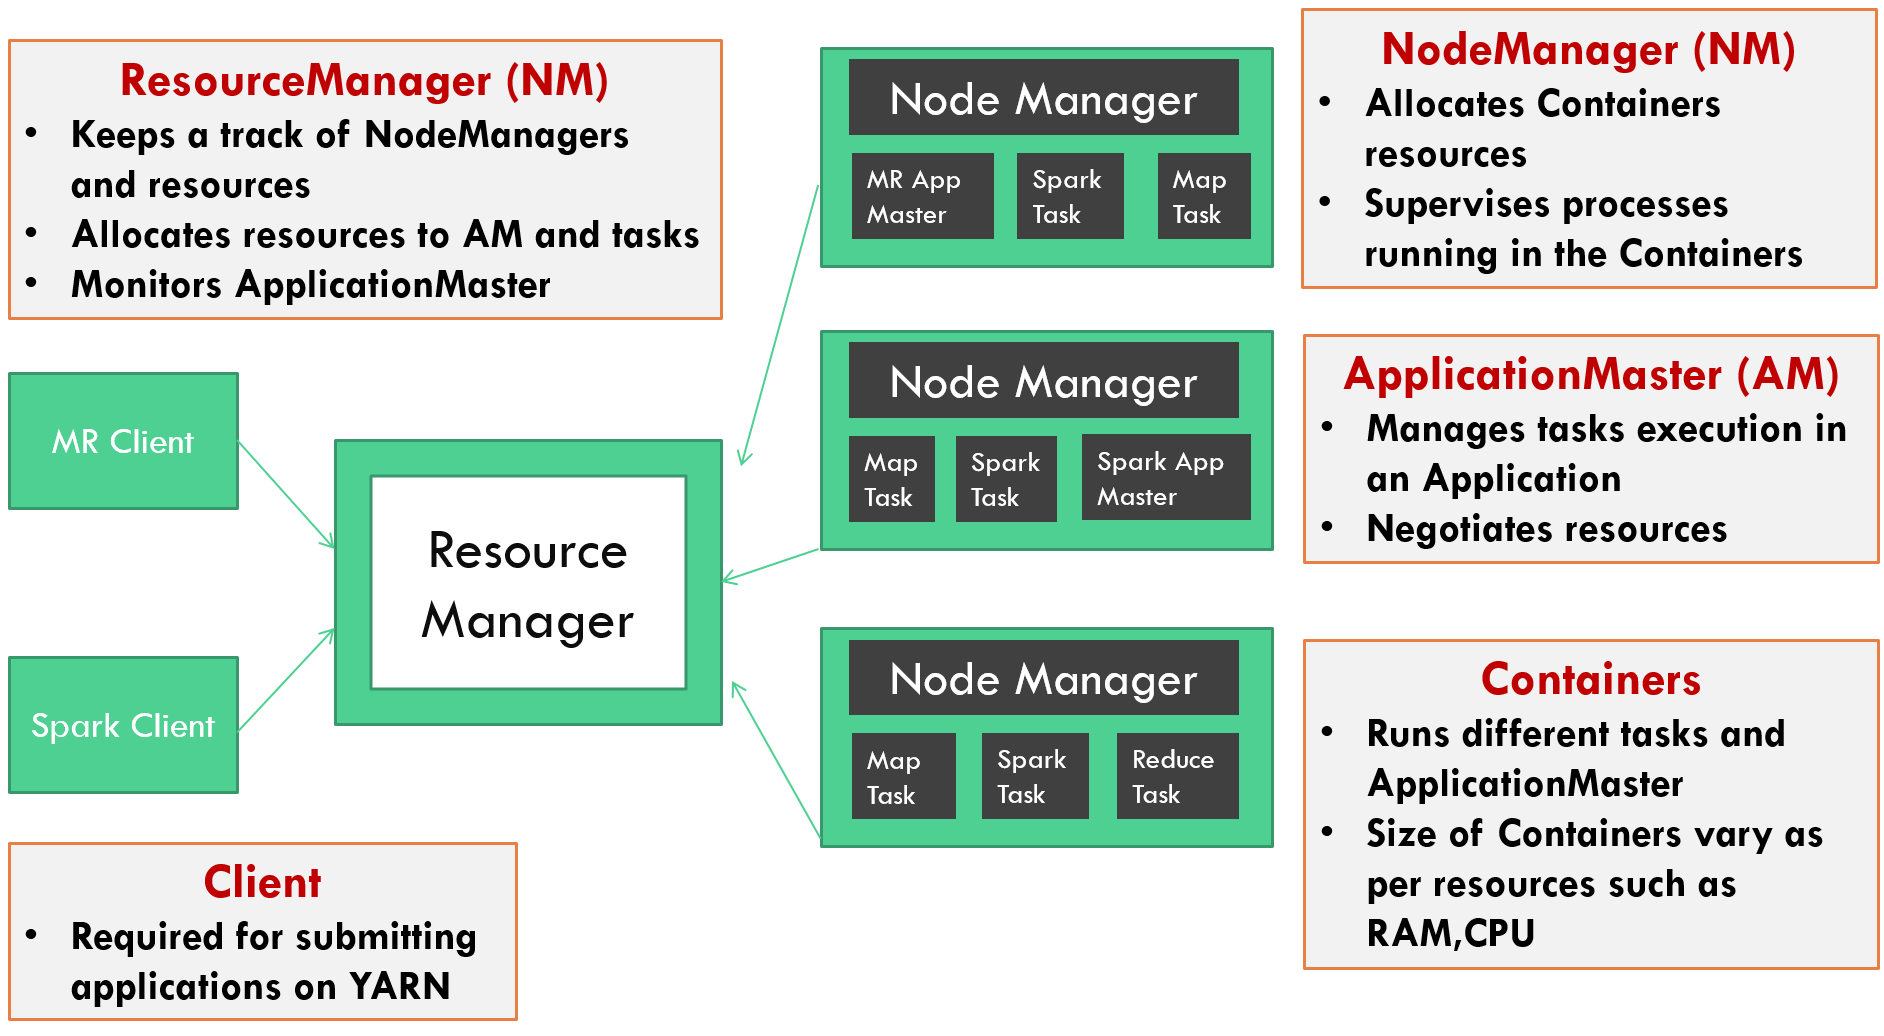 ResourceManager (NM)
• Keeps a track of NodeManagers
and resources
• Allocates resources to AM and tasks
• Monitors ApplicationMaster
MR Client
Spark Client
Resource
Manager
Client
• Required for submitting
applications on YARN
Node Manager
MR App
Master
Spark
Task
Map
Task
Node Manager
Map
Task
Spark
Task
Spark App
Master
Node Manager
Map
Task
Spark
Task
Reduce
Task
NodeManager (NM)
• Allocates Containers
resources
• Supervises processes
running in the Containers
ApplicationMaster (AM)
• Manages tasks execution in
an Application
• Negotiates resources
Containers
• Runs different tasks and
ApplicationMaster
• Size of Containers vary as
per resources such as
RAM,CPU